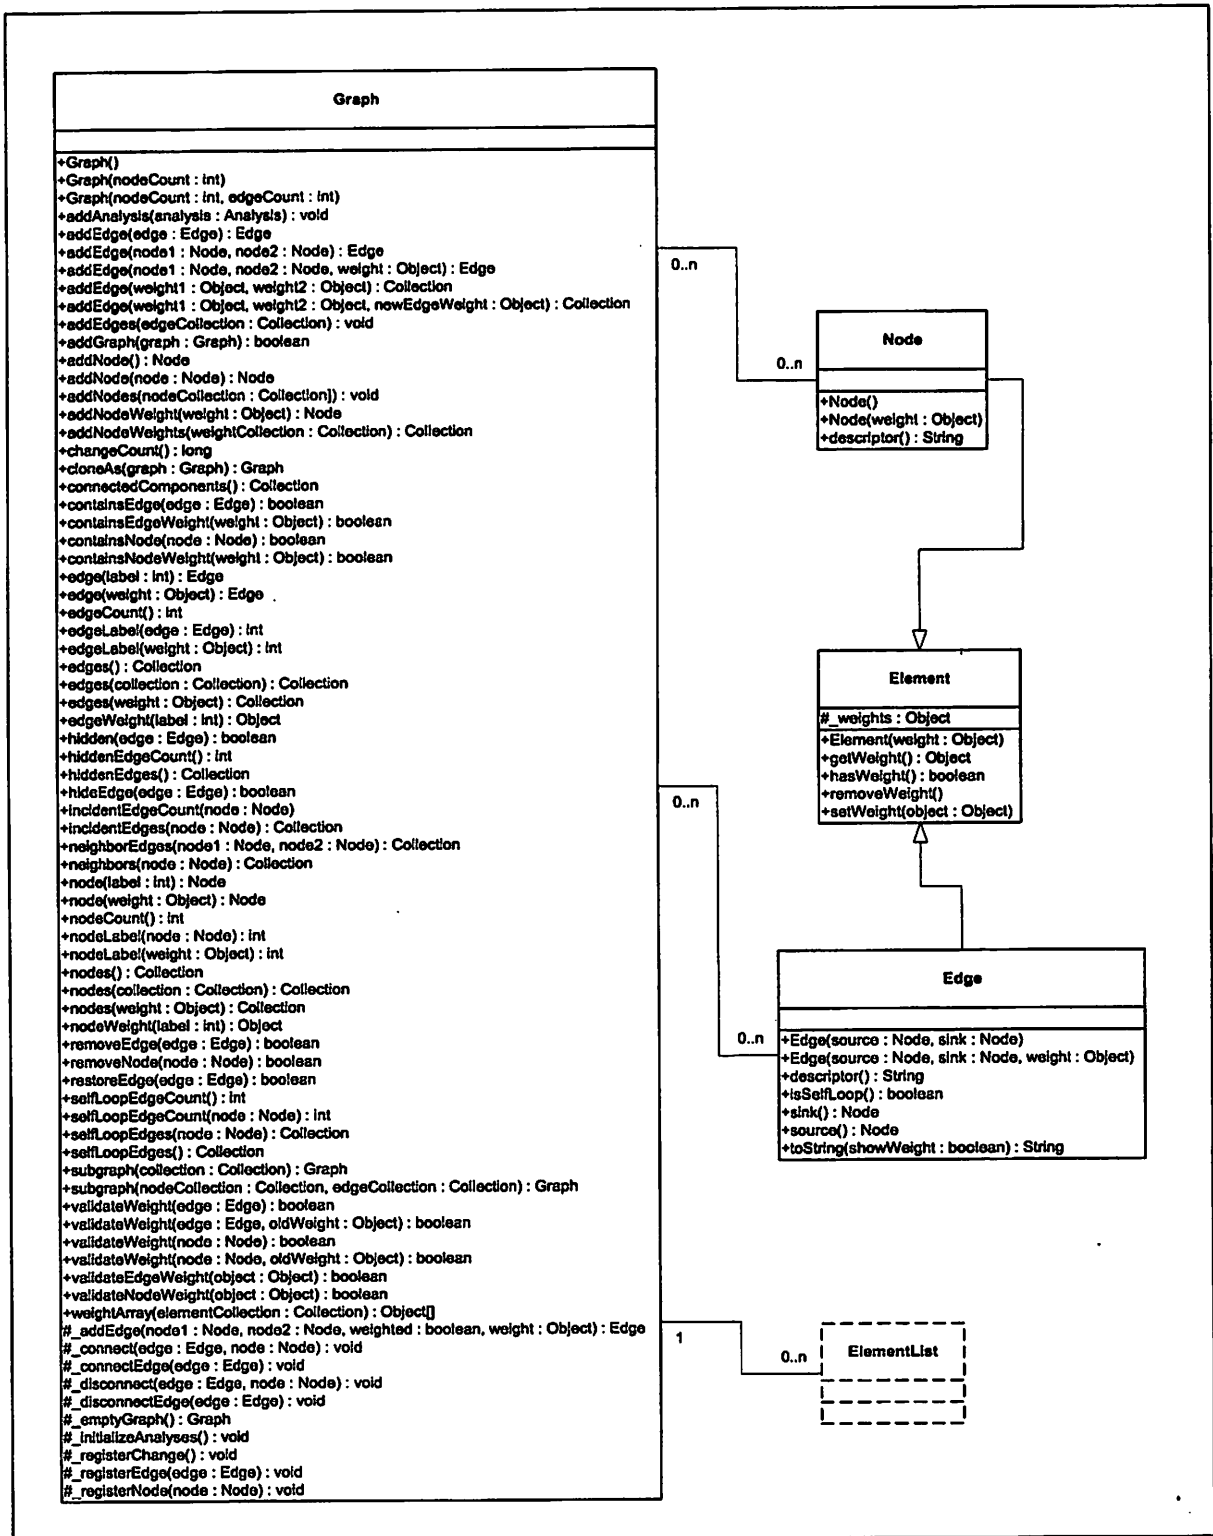 Graph
+Graph()
+Graph(nodeCount : int)
+Graph(nodeCount : int, edgeCount : int)
+addAnalysis(analysis : Analysis) : void
+addEdge(edge : Edge) : Edge
+addEdge(node1 : Node, node2 : Node) : Edge
+addEdge(node1 : Node, node2 : Node, weight : Object) : Edge
+addEdge(weight1 : Object, weight2 : Object) : Collection
+addEdge(weight1 : Object, weight2 : Object, newEdgeWeight : Object) : Collection
+addEdges(edgeCollection : Collection) : void
+addGraph(graph : Graph) : boolean
+addNode() : Node
+addNode(node : Node) : Node
+addNodes(nodeCollection : Collection]) : void
+addNodeWeight(weight : Object) : Node
+addNodeWeights(weightCollection : Collection) : Collection
+changeCount() : long
+cloneAs(graph : Graph) : Graph
+connectedComponents() : Collection
+containsEdge(edge : Edge) : boolean
+containsEdgeWeight(weight : Object) : boolean
+containsNode(node : Node) : boolean
+containsNodeWeight(weight : Object) : boolean
+edge(label : int) : Edge
+edge(weight : Object) : Edge
+edgeCount() : int
+edgeLabel(edge : Edge) : int
+edgeLabel(weight : Object) : int
+edges() : Collection
+edges(collection : Collection) : Collection
+edges(weight : Object) : Collection
+edgeWeight(label : int) : Object
+hidden(edge : Edge) : boolean
+hiddenEdgeCount() : int
+hiddenEdges() : Collection
+hideEdge(edge : Edge) : boolean
+incidentEdgeCount(node : Node)
+incidentEdges(node : Node) : Collection
+neighborEdges(node1 : Node, node2 : Node) : Collection
+neighbors(node : Node) : Collection
+node(label : int) : Node
+node(weight : Object) : Node
+nodeCount() : int
+nodeLabel(node : Node) : int
+nodeLabel(weight : Object) : int
+nodes() : Collection
+nodes(collection : Collection) : Collection
+nodes(weight : Object) : Collection
+nodeWeight(label : int) : Object
+removeEdge(edge : Edge) : boolean
+removeNode(node : Node) : boolean
+restoreEdge(edge : Edge) : boolean
+selfLoopEdgeCount() : int
+selfLoopEdgeCount(node : Node) : int
+selfLoopEdges(node : Node) : Collection
+selfLoopEdges() : Collection
+subgraph(collection : Collection) : Graph
+subgraph(nodeCollection : Collection, edgeCollection : Collection) : Graph
+validateWeight(edge : Edge) : boolean
+validateWeight(edge : Edge, oldWeight : Object) : boolean
+validateWeight(node : Node) : boolean
+validateWeight(node : Node, oldWeight : Object) : boolean
+validateEdgeWeight(object : Object) : boolean
+validateNodeWeight(object : Object) : boolean
+weightArray(elementCollection : Collection) : Object[]
#_addEdge(node1 : Node, node2 : Node, weighted : boolean, weight : Object) : Edge
#_connect(edge : Edge, node : Node) : void
#_connectEdge(edge : Edge) : void
#_disconnect(edge : Edge, node : Node) : void
#_disconnectEdge(edge : Edge) : void
#_emptyGraph() : Graph
#_initializeAnalyses() : void
#_registerChange() : void
#_registerEdge(edge : Edge) : void
#_registerNode(node : Node) : void
0..n
0..n
Node
+Node()
+Node(weight : Object)
+descriptor() : String
Element
#_weights : Object
+Element(weight : Object)
+getWeight() : Object
+hasWeight() : boolean
+removeWeight()
+setWeight(object : Object)
0..n
0..n
Edge
+Edge(source : Node, sink : Node)
+Edge(source : Node, sink : Node, weight : Object)
+descriptor() : String
+isSelfLoop() : boolean
+sink() : Node
+source() : Node
+toString(showWeight : boolean) : String
1
0..n
ElementList